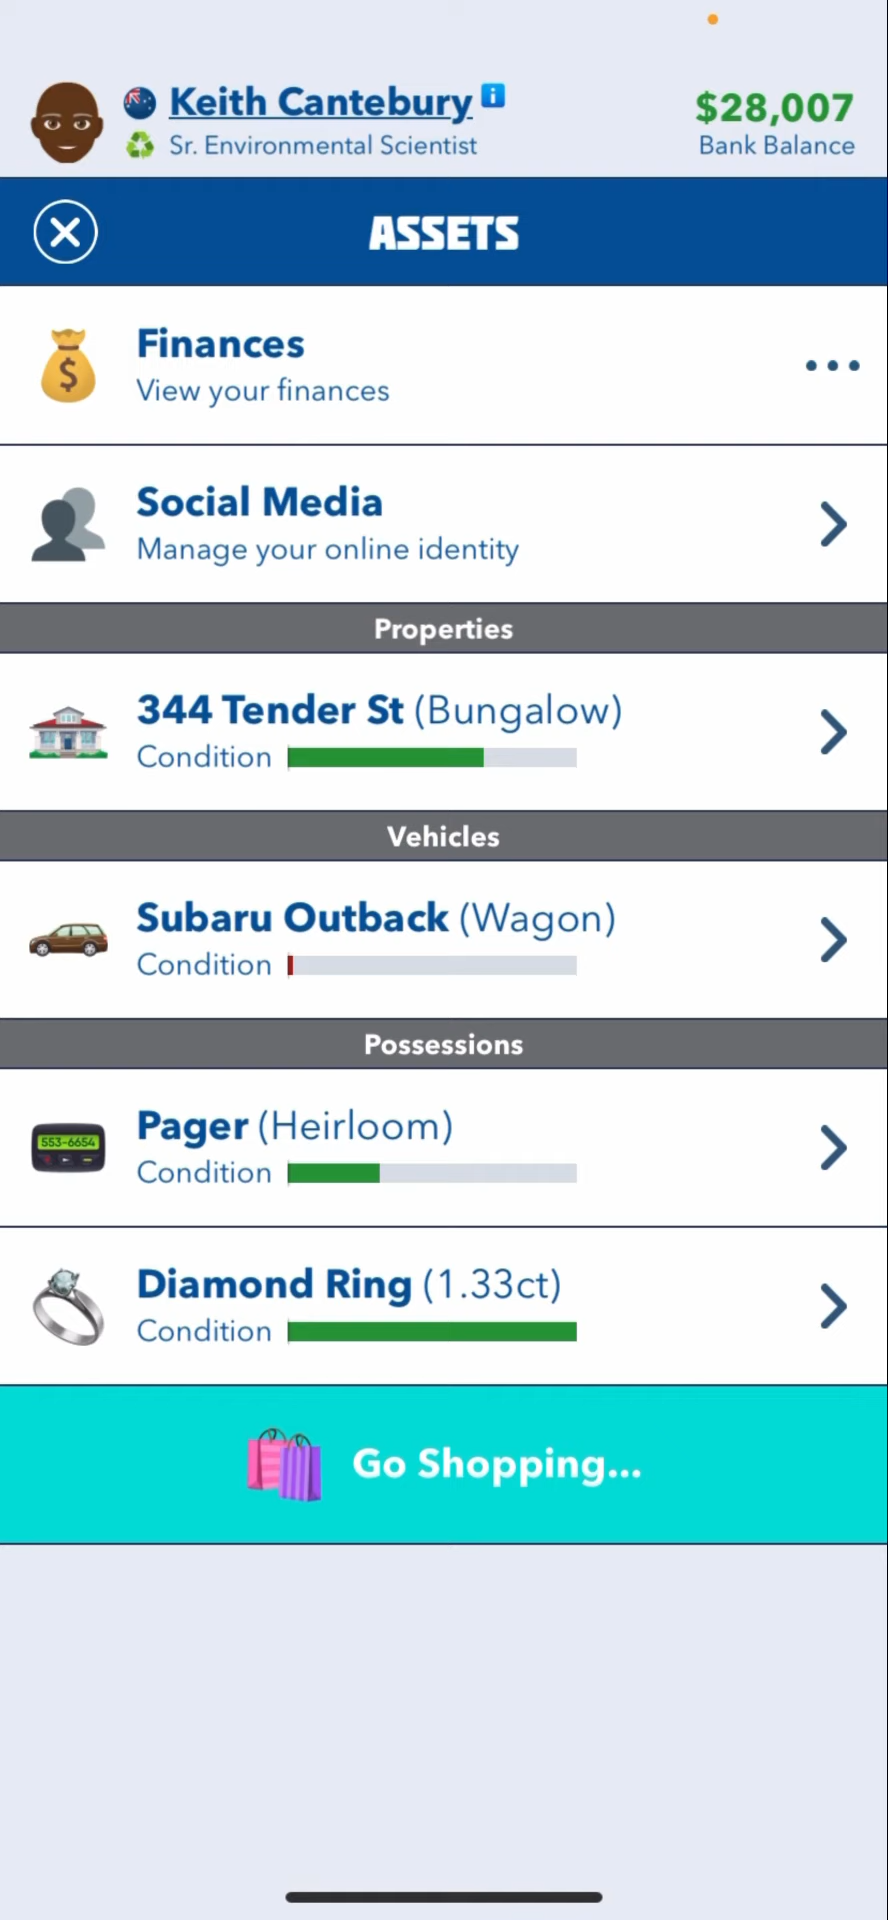 Keith Cantebury
Sr. Environmental Scientist
$28,007
Bank Balance
ASSETS
Finances
View your finances
Social Media
Manage your online identity
Properties
344 Tender St (Bungalow)
Condition
Vehicles
Subaru Outback (Wagon)
Condition
Possessions
553-6654
Pager (Heirloom)
Condition
Diamond Ring (1.33ct)
Condition
Go Shopping...